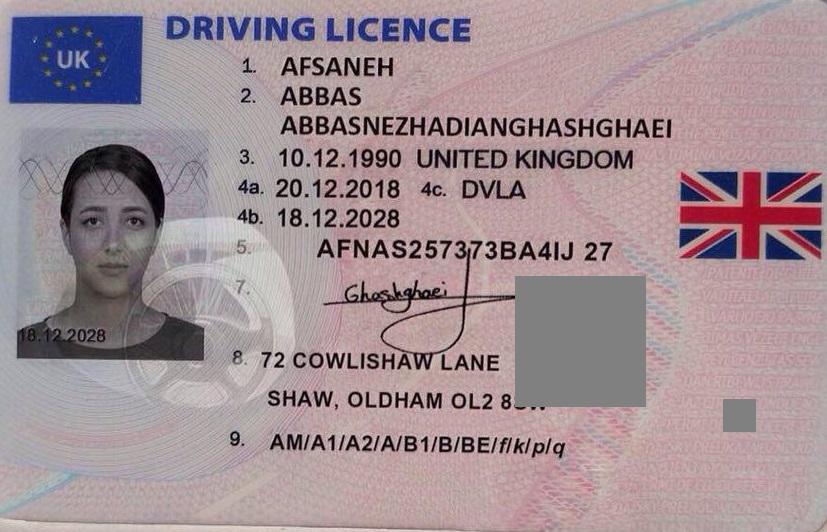 UK
DRIVING LICENCE
1. AFSANEH
2. ABBAS
ABBASNEZHADIANGHASHGHAEI
3. 10.12.1990 UNITED KINGDOM
4a. 20.12.2018 4c. DVLA
4b. 18.12.2028
5. AFNAS257373BA4IJ 27
7. Ghashghaei
18.12.2028
8. 72 COWLISHAW LANE
SHAW, OLDHAM OL2
9. AM/A1/A2/A/B1/B/BE/f/k/p/q